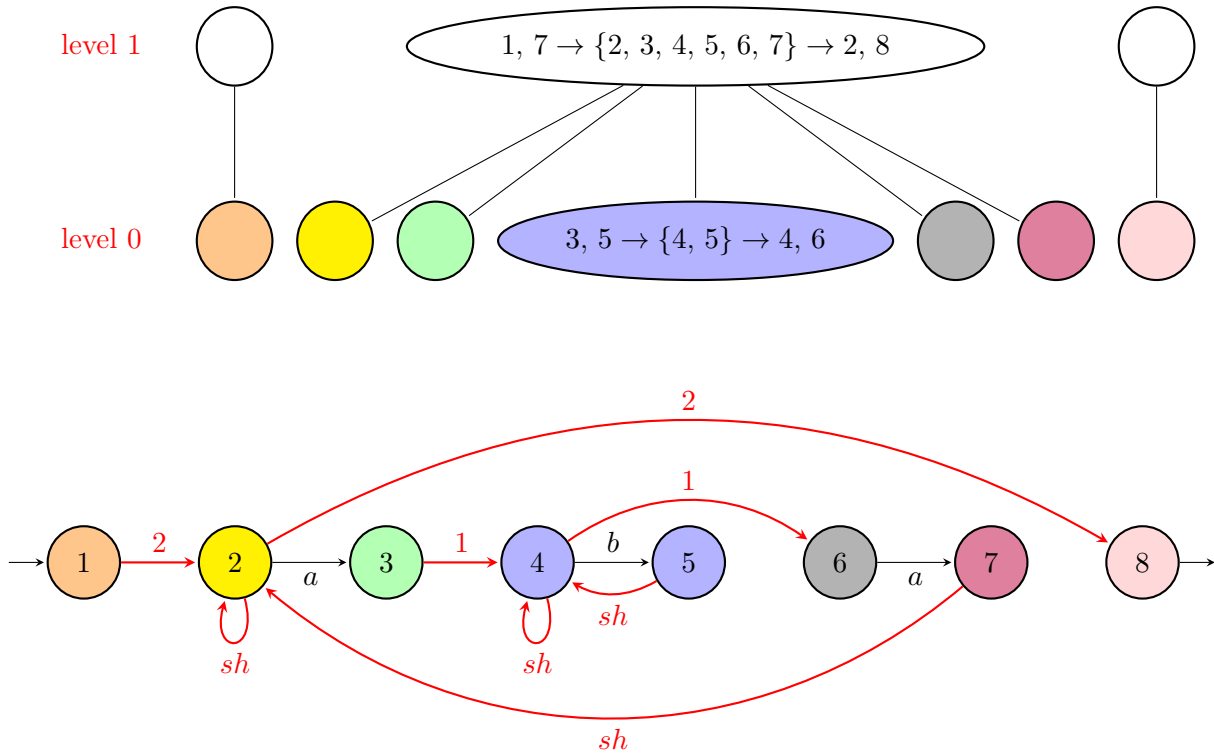 level 1
1, 7 → {2, 3, 4, 5, 6, 7} → 2, 8
level 0
3, 5 → {4, 5} → 4, 6
2
1
2
b
1
1
2
a
3
4
5
6
a
7
8
sh
sh
sh
sh